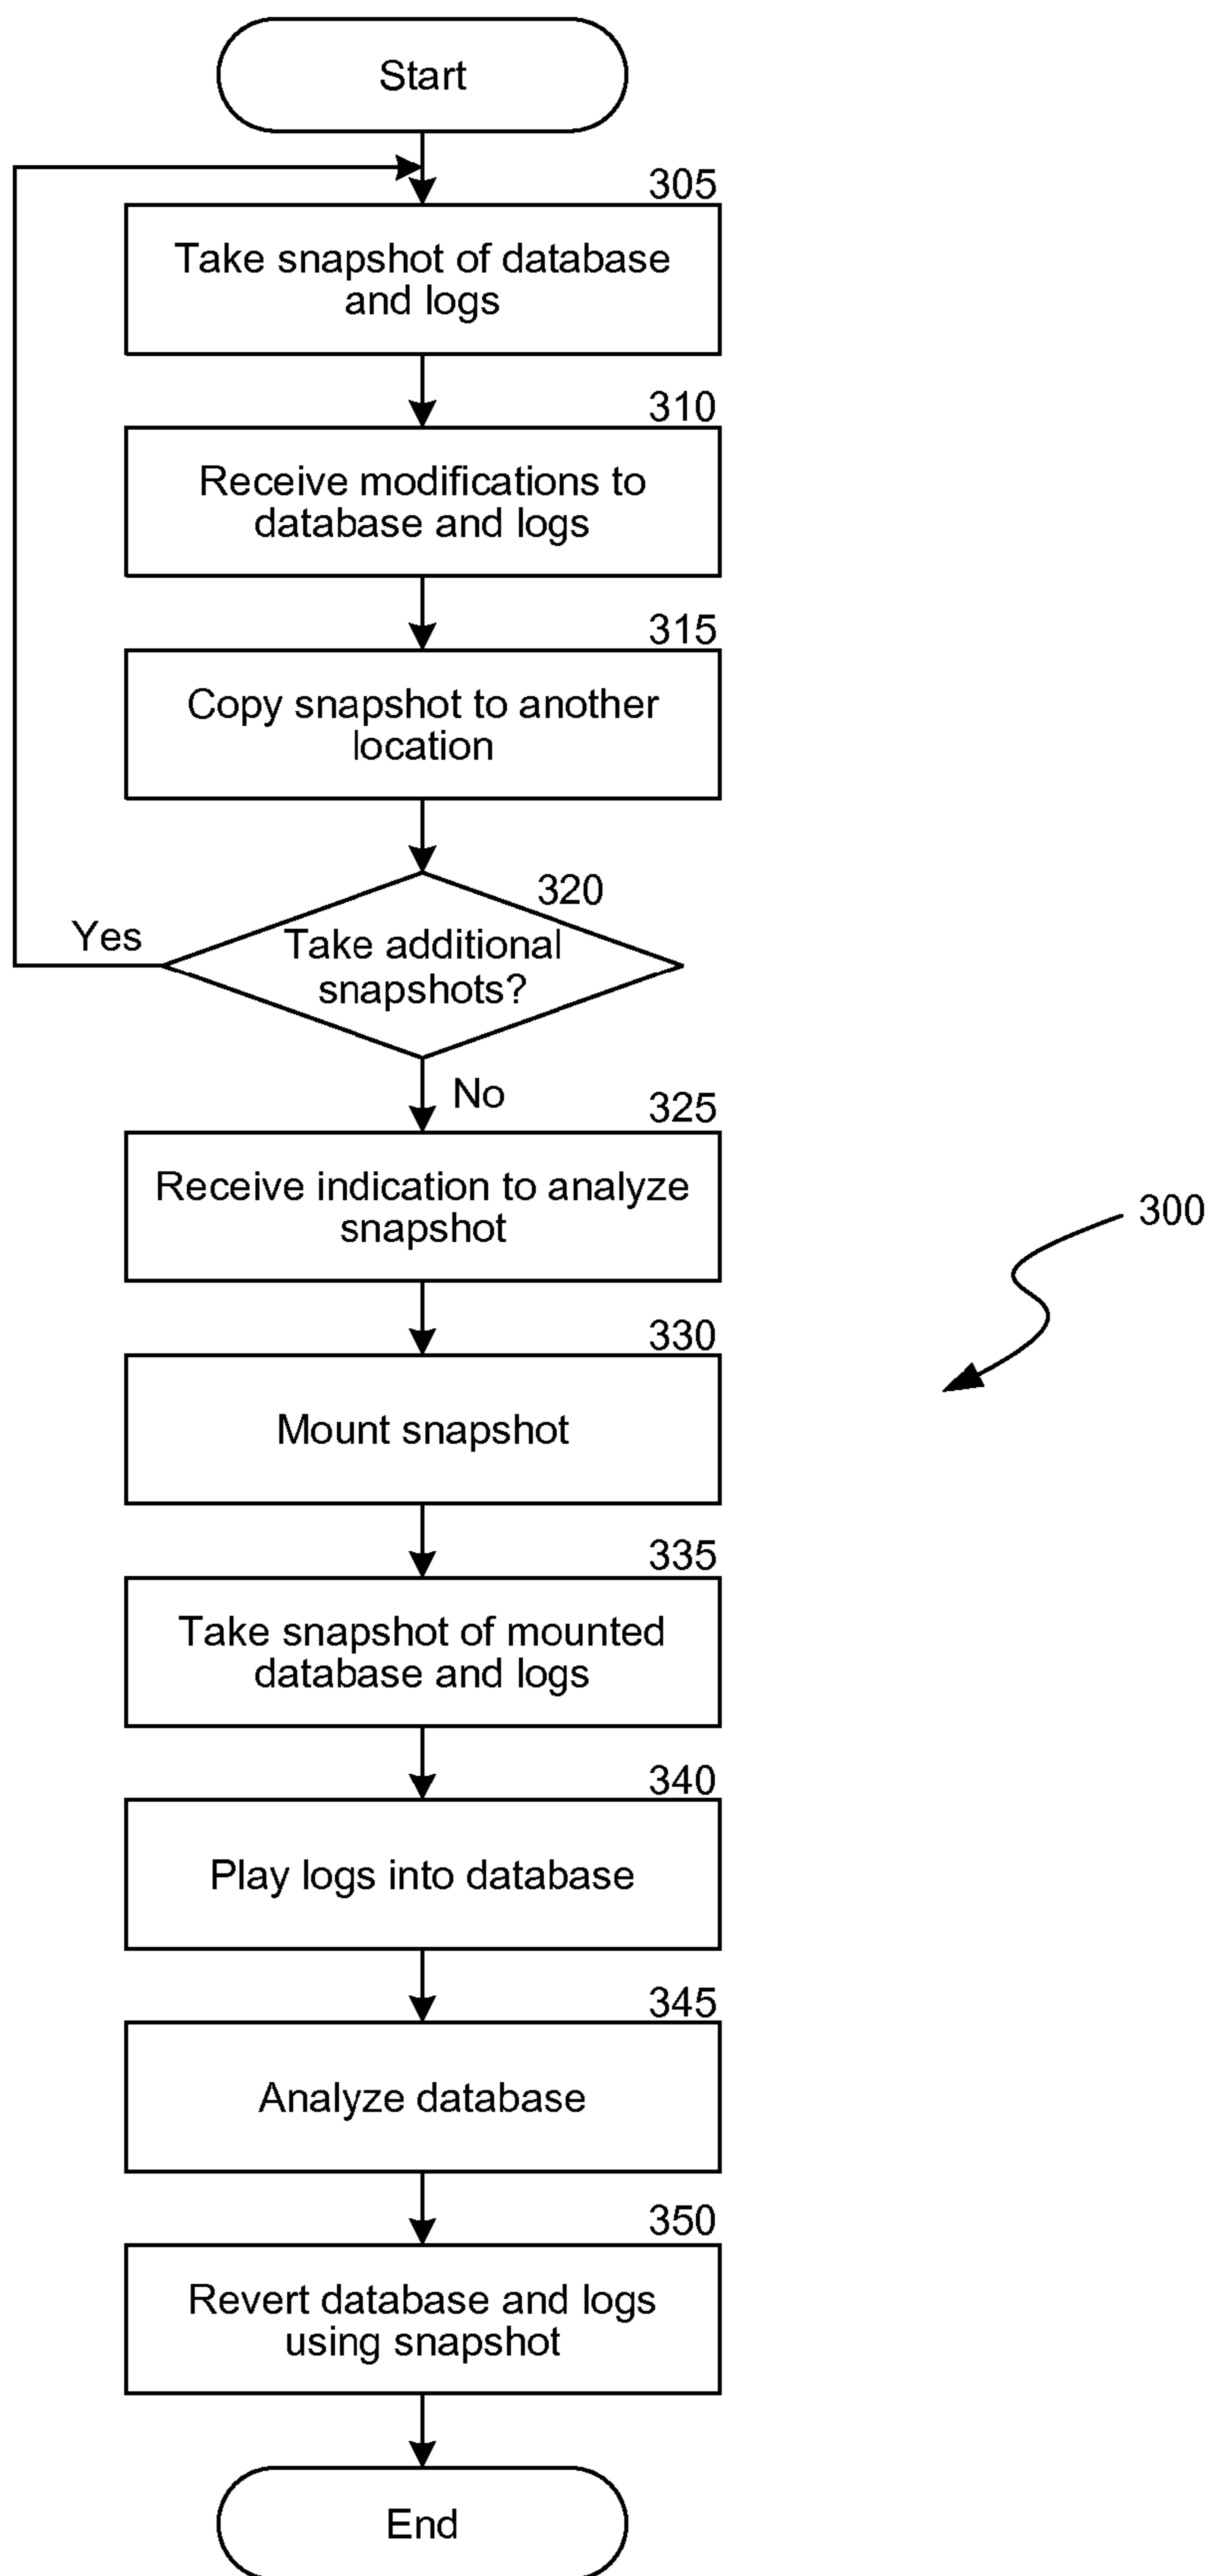 Start
305
Take snapshot of database
and logs
310
Receive modifications to
database and logs
315
Copy snapshot to another
location
320
Take additional
snapshots?
Yes
No
325
Receive indication to analyze
snapshot
300
330
Mount snapshot
335
Take snapshot of mounted
database and logs
340
Play logs into database
345
Analyze database
350
Revert database and logs
using snapshot
End